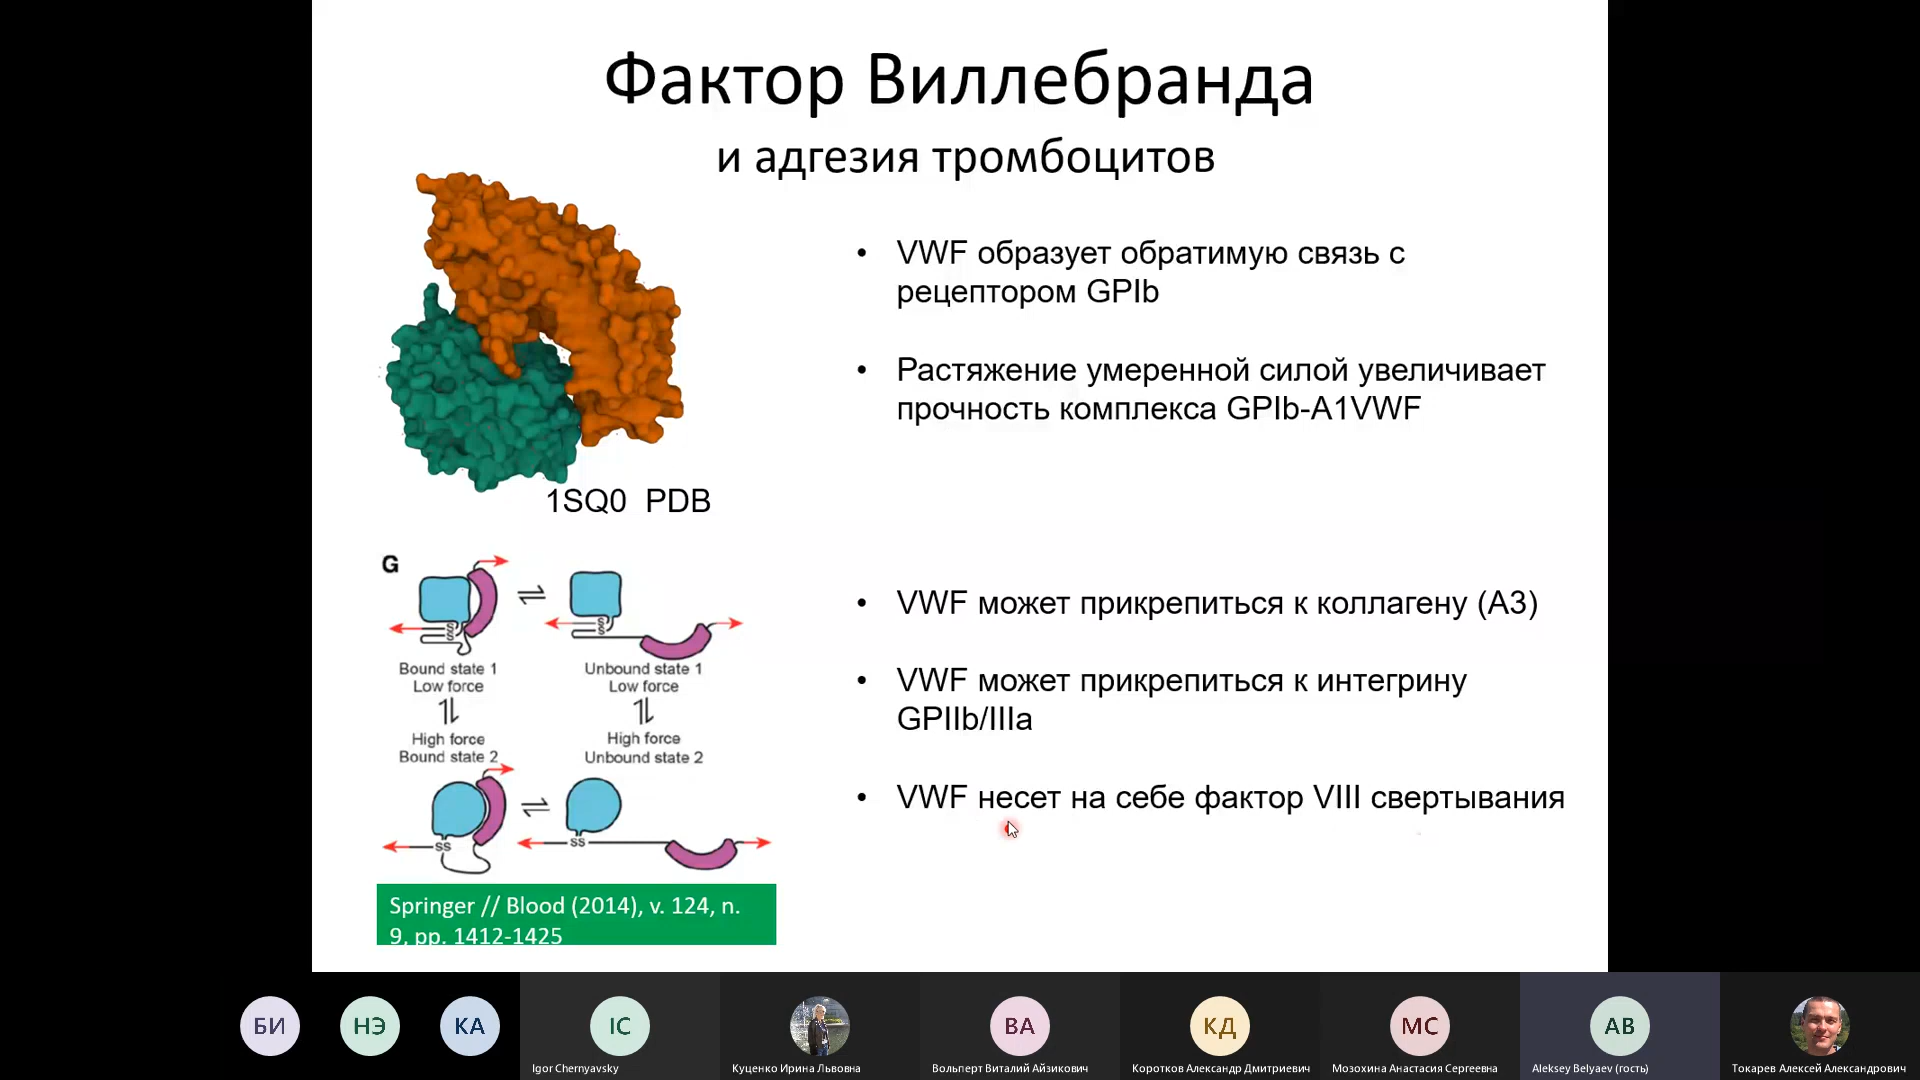 Фактор Виллебранда
и адгезия тромбоцитов
• VWF образует обратимую связь с
рецептором GPIb
• Растяжение умеренной силой увеличивает
прочность комплекса GPIb-A1VWF
1SQ0 PDB
• VWF может прикрепиться к коллагену (А3)
• VWF может прикрепиться к интегрину
GPIIb/IIIa
• VWF несет на себе фактор VIII свертывания
G
S
S
S
S
Bound state 1
Low force
Unbound state 1
Low force
High force
Bound state 2
High force
Unbound state 2
SS
SS
Springer // Blood (2014), v. 124, n.
9, pp. 1412-1425
БИ
НЭ
КА
IC
Igor Chernyavsky
Куценко Ирина Львовна
ВА
Вольперт Виталий Айзикович
КД
Коротков Александр Дмитриевич
МС
Мозохина Анастасия Сергеевна
AB
Aleksey Belyaev (гость)
Токарев Алексей Александрович